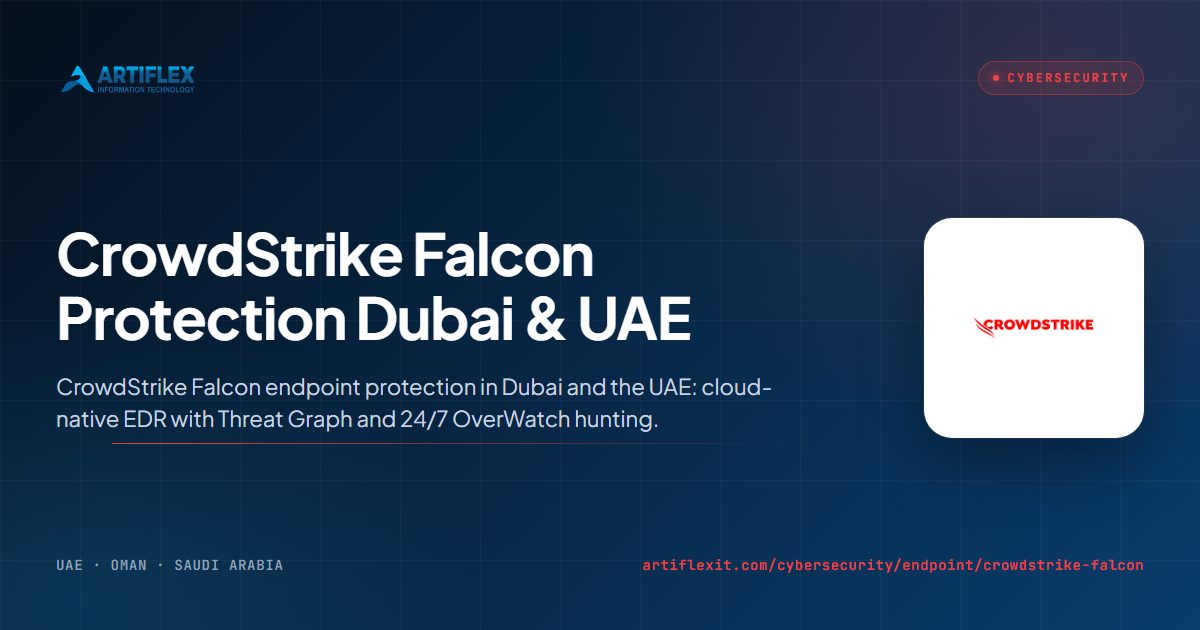 ARTIFLEX
INFORMATION TECHNOLOGY
CYBERSECURITY
CrowdStrike Falcon
Protection Dubai & UAE
CrowdStrike Falcon endpoint protection in Dubai and the UAE: cloud-
native EDR with Threat Graph and 24/7 OverWatch hunting.
CROWDSTRIKE
UAE · OMAN · SAUDI ARABIA
artiflexit.com/cybersecurity/endpoint/crowdstrike-falcon